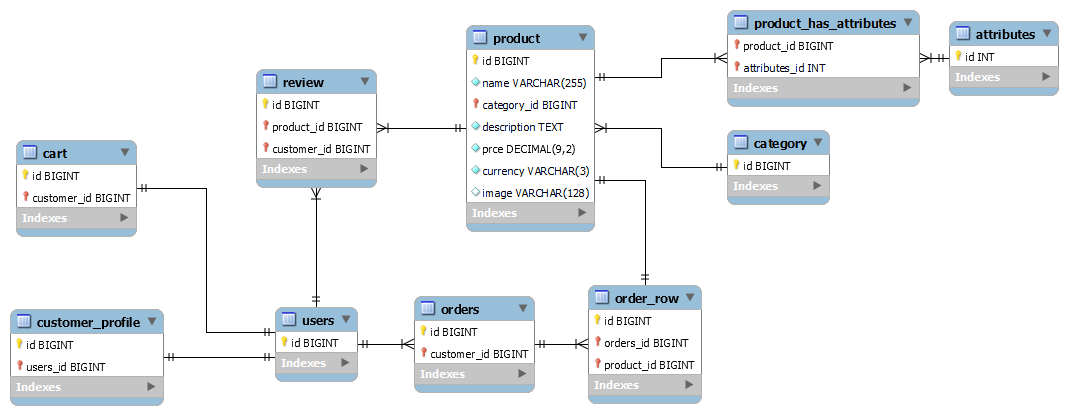 product_has_attributes
product_id BIGINT
attributes_id INT
Indexes
attributes
id INT
Indexes
product
id BIGINT
name VARCHAR(255)
category_id BIGINT
description TEXT
prce DECIMAL(9,2)
currency VARCHAR(3)
image VARCHAR(128)
Indexes
review
id BIGINT
product_id BIGINT
customer_id BIGINT
Indexes
category
id BIGINT
Indexes
cart
id BIGINT
customer_id BIGINT
Indexes
customer_profile
id BIGINT
users_id BIGINT
Indexes
users
id BIGINT
Indexes
orders
id BIGINT
customer_id BIGINT
Indexes
order_row
id BIGINT
orders_id BIGINT
product_id BIGINT
Indexes